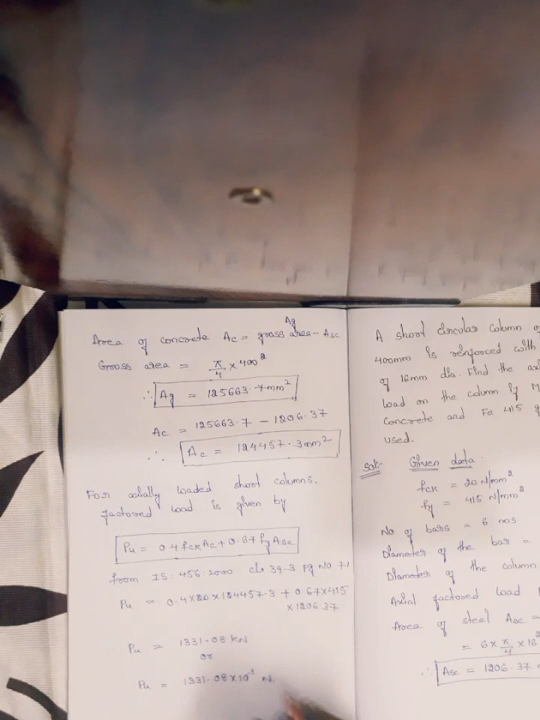 Area of concrete Ac = gross area - Asc
Ag
Gross area = π/4 × 400²
∴ Ag = 125663.7mm²
Ac = 125663.7 - 1206.37
∴ Ac = 124457.3mm²
For axially loaded short columns.
factored load is given by
Pu = 0.4 fck Ac + 0.67 fy Asc
from IS: 456-2000 cls 39.3 pg No 71
Pu = 0.4×20×124457.3 + 0.67×415
×1206.37
Pu = 1331.08 kN
or
Pu = 1331.08×10³ N.
A short circular column of
400mm is reinforced with
of 16mm dia. Find the
load on the column if M
Concrete and Fe 415
used.
Sol:- Given data:
fck = 20 N/mm²
fy = 415 N/mm²
No of bars = 6 nos
Diameter of the bar =
Diameter of the column
Axial factored load
Area of steel Asc =
= 6 × π/4 × 16²
∴ Asc = 1206.37